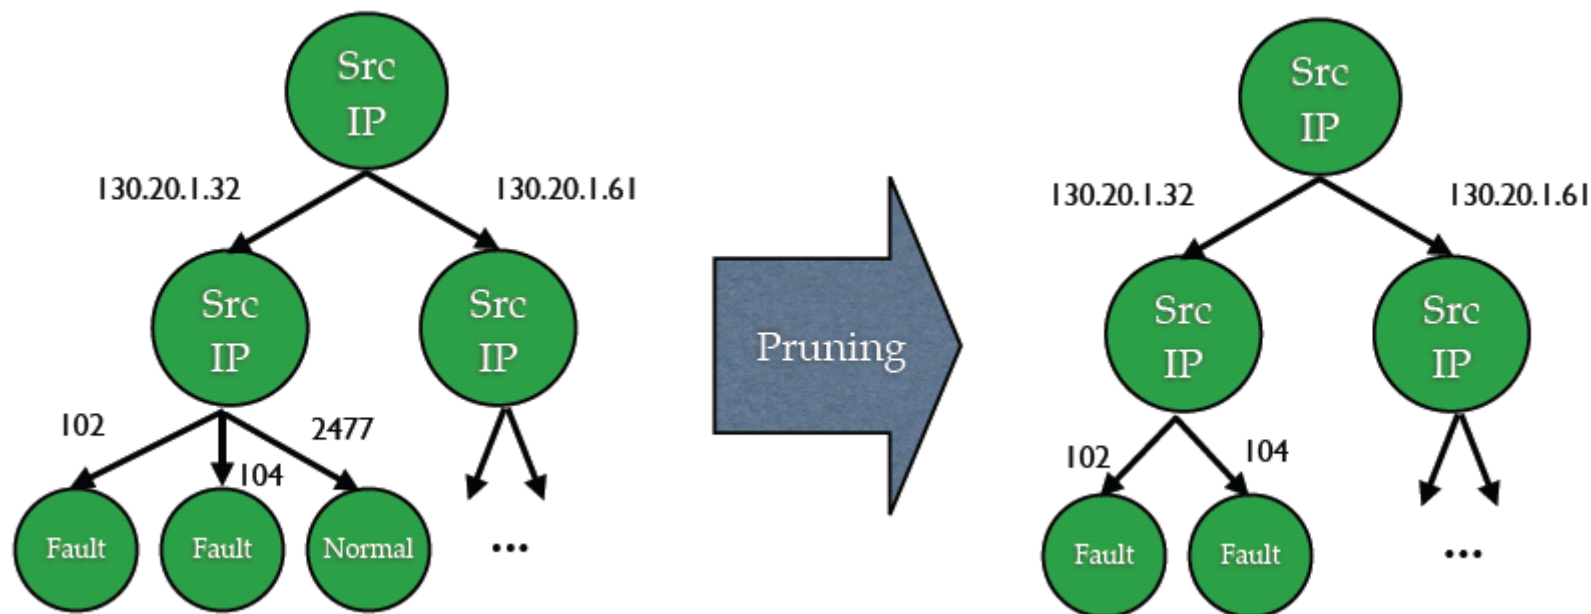 Src
IP
130.20.1.32
130.20.1.61
Src
IP
Src
IP
102
104
2477
Fault
Fault
Normal
...
Pruning
Src
IP
130.20.1.32
130.20.1.61
Src
IP
Src
IP
102
104
Fault
Fault
...